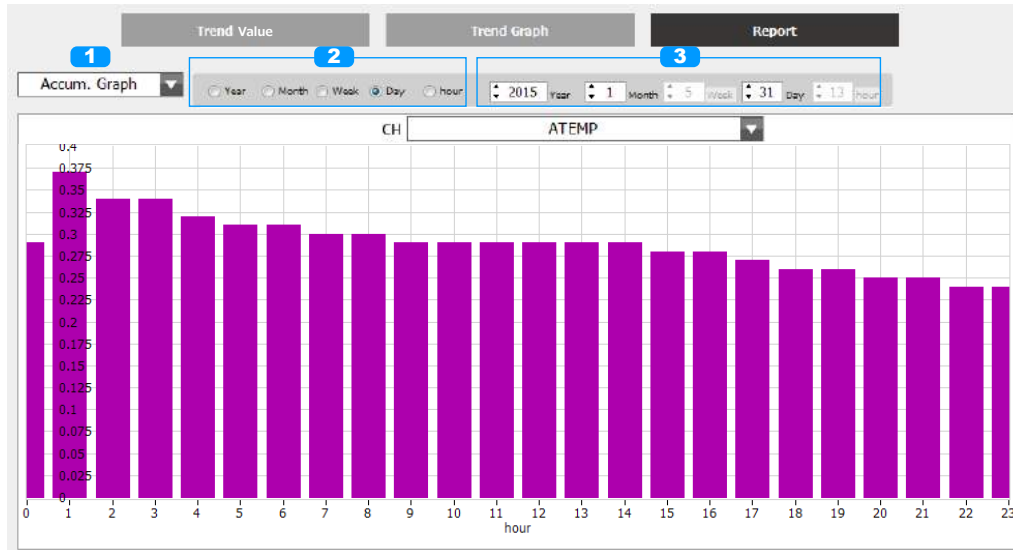 Trend Value Trend Graph Report
1 2 3
Accum. Graph Year Month Week Day hour 2015 Year 1 Month 5 Week 31 Day 13 hour
CH ATEMP
0.4
0.375
0.35
0.325
0.3
0.275
0.25
0.225
0.2
0.175
0.15
0.125
0.1
0.075
0.05
0.025
0
0 1 2 3 4 5 6 7 8 9 10 11 12 13 14 15 16 17 18 19 20 21 22 23
hour